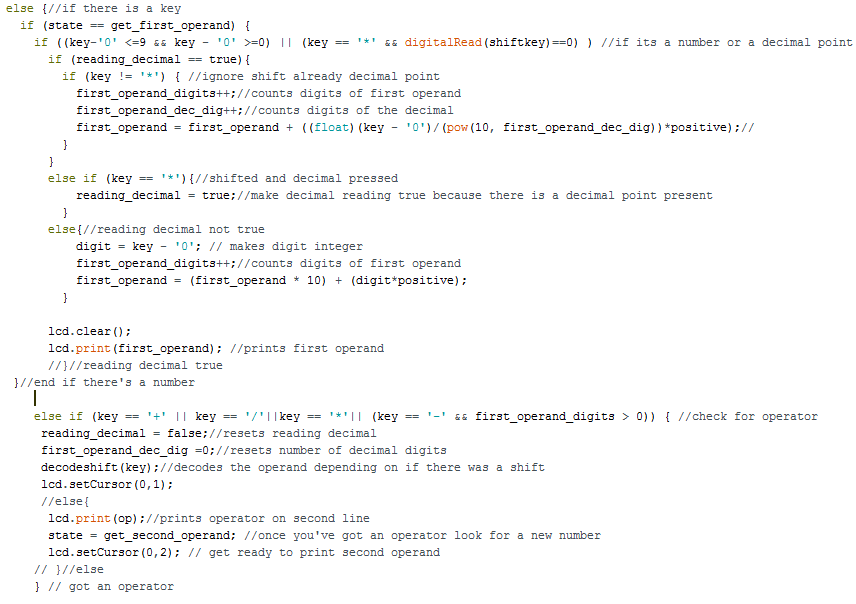 else {//if there is a key
if (state == get_first_operand) {
if ((key-'0' <=9 && key - '0' >=0) || (key == '*' && digitalRead(shiftkey)==0) ) //if its a number or a decimal point
if (reading_decimal == true){
if (key != '*') { //ignore shift already decimal point
first_operand_digits++;//counts digits of first operand
first_operand_dec_dig++;//counts digits of the decimal
first_operand = first_operand + ((float)(key - '0')/(pow(10, first_operand_dec_dig))*positive);//
}
}
else if (key == '*'){//shifted and decimal pressed
reading_decimal = true;//make decimal reading true because there is a decimal point present
}
else{//reading decimal not true
digit = key - '0'; // makes digit integer
first_operand_digits++;//counts digits of first operand
first_operand = (first_operand * 10) + (digit*positive);
}
lcd.clear();
lcd.print(first_operand); //prints first operand
//}//reading decimal true
}//end if there's a number
else if (key == '+' || key == '/'||key == '*'|| (key == '-' && first_operand_digits > 0)) { //check for operator
reading_decimal = false;//resets reading decimal
first_operand_dec_dig =0;//resets number of decimal digits
decodeshift(key);//decodes the operand depending on if there was a shift
lcd.setCursor(0,1);
//else{
lcd.print(op);//prints operator on second line
state = get_second_operand; //once you've got an operator look for a new number
lcd.setCursor(0,2); // get ready to print second operand
// }//else
} // got an operator